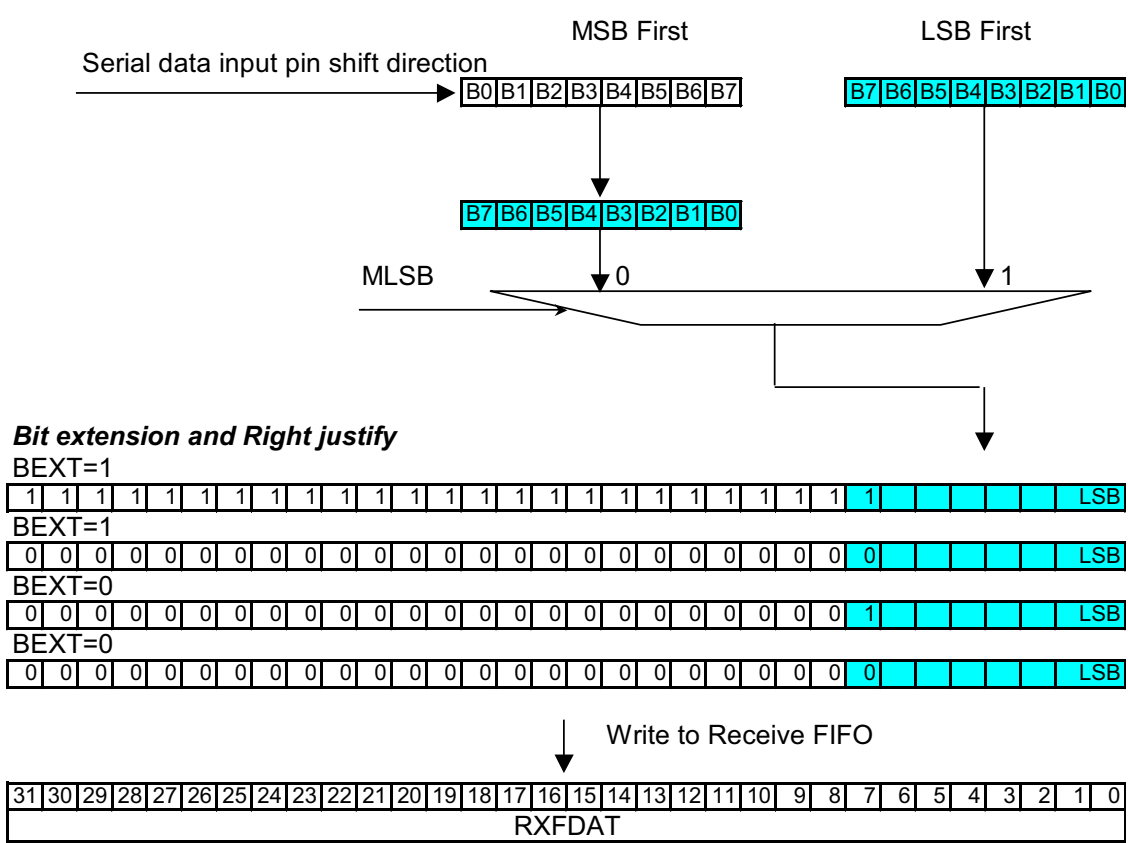 MSB First LSB First
Serial data input pin shift direction
B0 B1 B2 B3 B4 B5 B6 B7 B7 B6 B5 B4 B3 B2 B1 B0
B7 B6 B5 B4 B3 B2 B1 B0
MLSB 0 1
Bit extension and Right justify
BEXT=1
1 1 1 1 1 1 1 1 1 1 1 1 1 1 1 1 1 1 1 1 1 1 1 1 1 LSB
BEXT=1
0 0 0 0 0 0 0 0 0 0 0 0 0 0 0 0 0 0 0 0 0 0 0 0 0 LSB
BEXT=0
0 0 0 0 0 0 0 0 0 0 0 0 0 0 0 0 0 0 0 0 0 0 0 0 1 LSB
BEXT=0
0 0 0 0 0 0 0 0 0 0 0 0 0 0 0 0 0 0 0 0 0 0 0 0 0 LSB
Write to Receive FIFO
31 30 29 28 27 26 25 24 23 22 21 20 19 18 17 16 15 14 13 12 11 10 9 8 7 6 5 4 3 2 1 0
RXFDAT